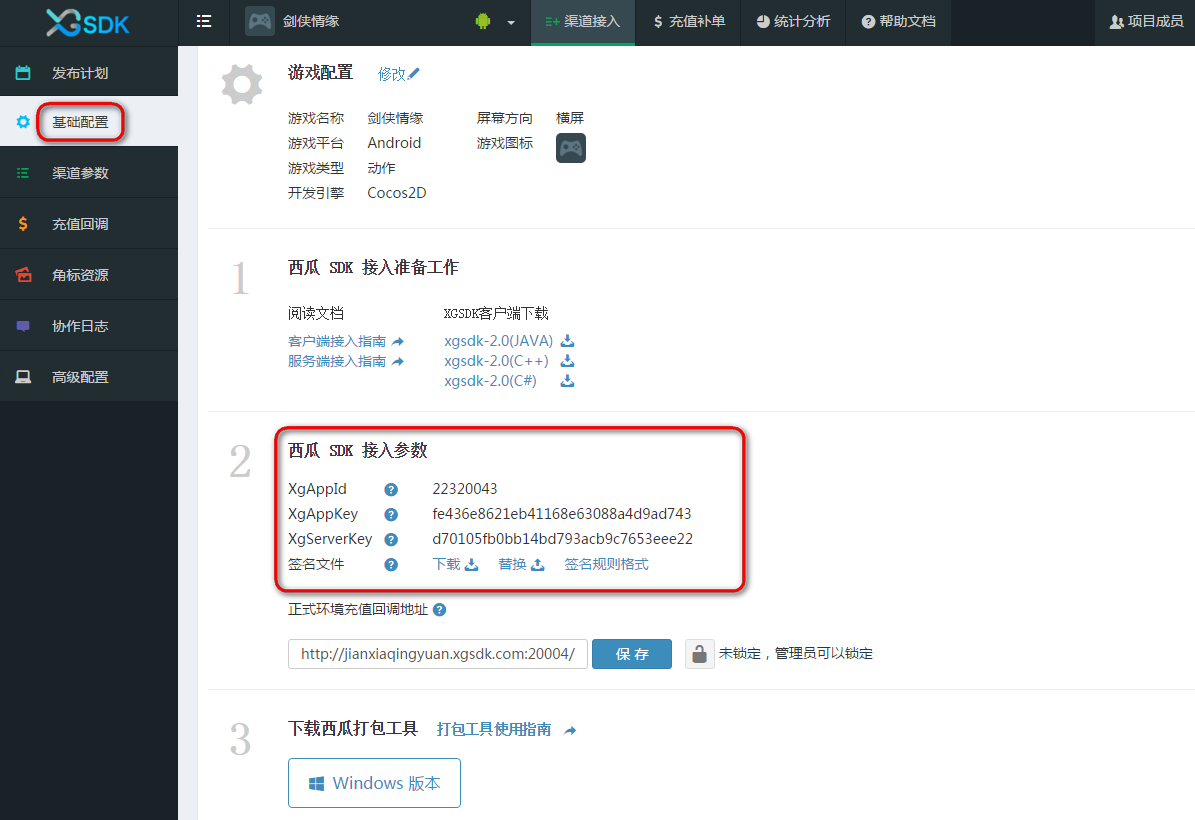 XGSDK
剑侠情缘
渠道接入
$ 充值补单
统计分析
帮助文档
项目成员
发布计划
基础配置
渠道参数
充值回调
角标资源
协作日志
高级配置
游戏配置 修改
游戏名称 剑侠情缘 屏幕方向 横屏
游戏平台 Android 游戏图标
游戏类型 动作
开发引擎 Cocos2D
1
西瓜 SDK 接入准备工作
阅读文档 XGSDK客户端下载
客户端接入指南 xgsdk-2.0(JAVA)
服务端接入指南 xgsdk-2.0(C++)
xgsdk-2.0(C#)
2
西瓜 SDK 接入参数
XgAppId ? 22320043
XgAppKey ? fe436e8621eb41168e63088a4d9ad743
XgServerKey ? d70105fb0bb14bd793acb9c7653eee22
签名文件 ? 下载 替换 签名规则格式
正式环境充值回调地址 ?
http://jianxiaqingyuan.xgsdk.com:20004/ 保存 未锁定，管理员可以锁定
3
下载西瓜打包工具 打包工具使用指南
Windows 版本